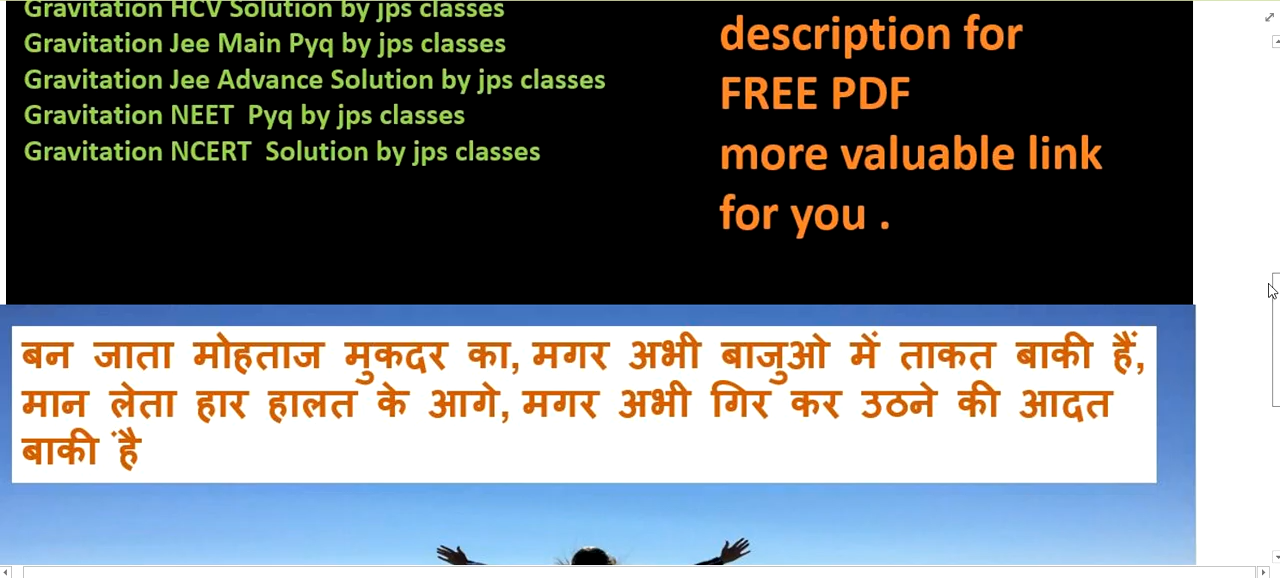 Gravitation HCV Solution by jps classes
Gravitation Jee Main Pyq by jps classes
Gravitation Jee Advance Solution by jps classes
Gravitation NEET Pyq by jps classes
Gravitation NCERT Solution by jps classes
description for
FREE PDF
more valuable link
for you .
बन जाता मोहताज मुकदर का, मगर अभी बाजुओ में ताकत बाकी हैं,
मान लेता हार हालत के आगे, मगर अभी गिर कर उठने की आदत
बाकी ंहै